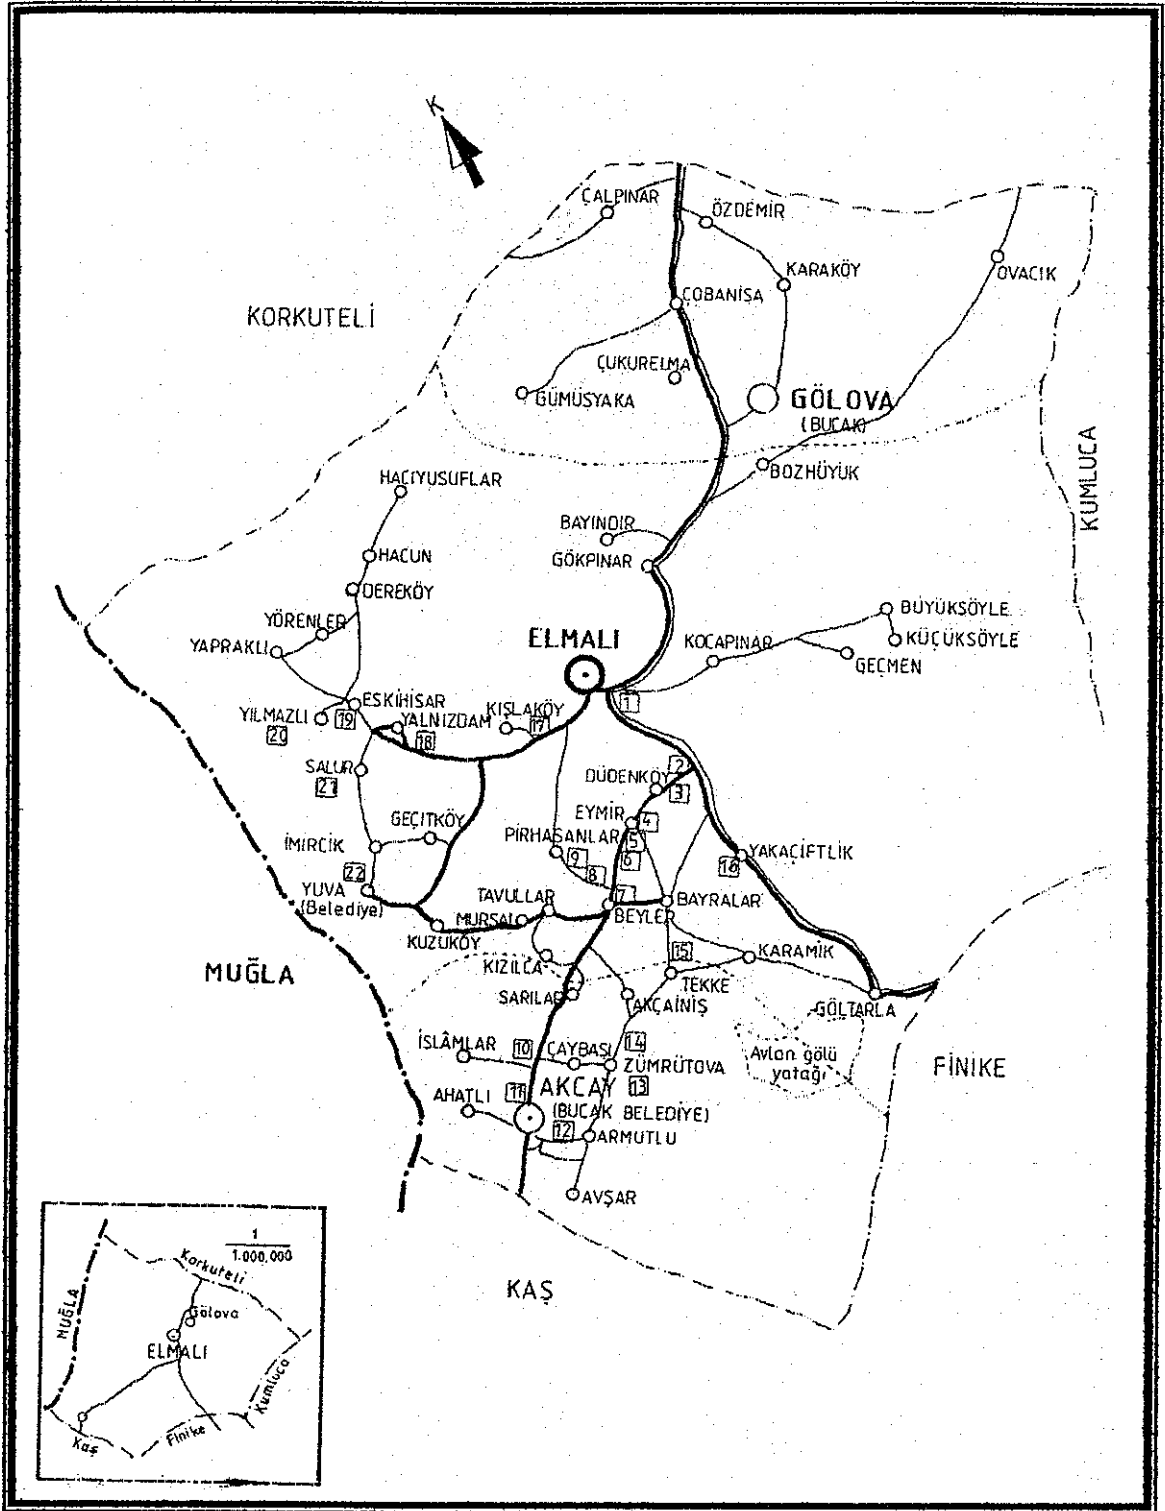 K
ÇALPINAR
ÖZDEMİR
KARAKÖY
OVACIK
KORKUTELİ
ÇOBANİSA
ÇUKURELMA
GÜMÜŞYAKA
GÖLOVA
(BUCAK)
KUMLUCA
BOZHÜYÜK
HACIYUSUFLAR
BAYINDIR
GÖKPINAR
HACUN
DEREKÖY
YÖRENLER
YAPRAKLI
ELMALI
KOCAPINAR
BÜYÜKSÖYLE
KÜÇÜKSÖYLE
GEÇMEN
ESKİHİSAR
YILMAZLI
20
19
YALNIZDAM
18
KIŞLAKÖY
17
1
SALUR
21
DÜDENKÖY
2
3
GEÇİTKÖY
EYMİR
4
PİRHASANLAR
5
6
İMİRCİK
9
8
16
YAKAÇİFTLİK
22
YUVA
(Belediye)
TAVULLAR
7
BAYRALAR
MURSAL
BEYLER
KUZUKÖY
15
KARAMIK
MUĞLA
KIZILCA
TEKKE
SARILAR
AKÇAİNİŞ
GÖLTARLA
İSLÂMLAR
10
ÇAYBAŞI
14
ZÜMRÜTOVA
Avlan gölü
yatağı
FİNİKE
11
AKÇAY
13
AHATLI
(BUCAK BELEDİYE)
12
ARMUTLU
AVŞAR
KAŞ
1
1.000.000
Korkuteli
MUĞLA
Gölova
ELMALI
Kumluca
Finike
Kaş